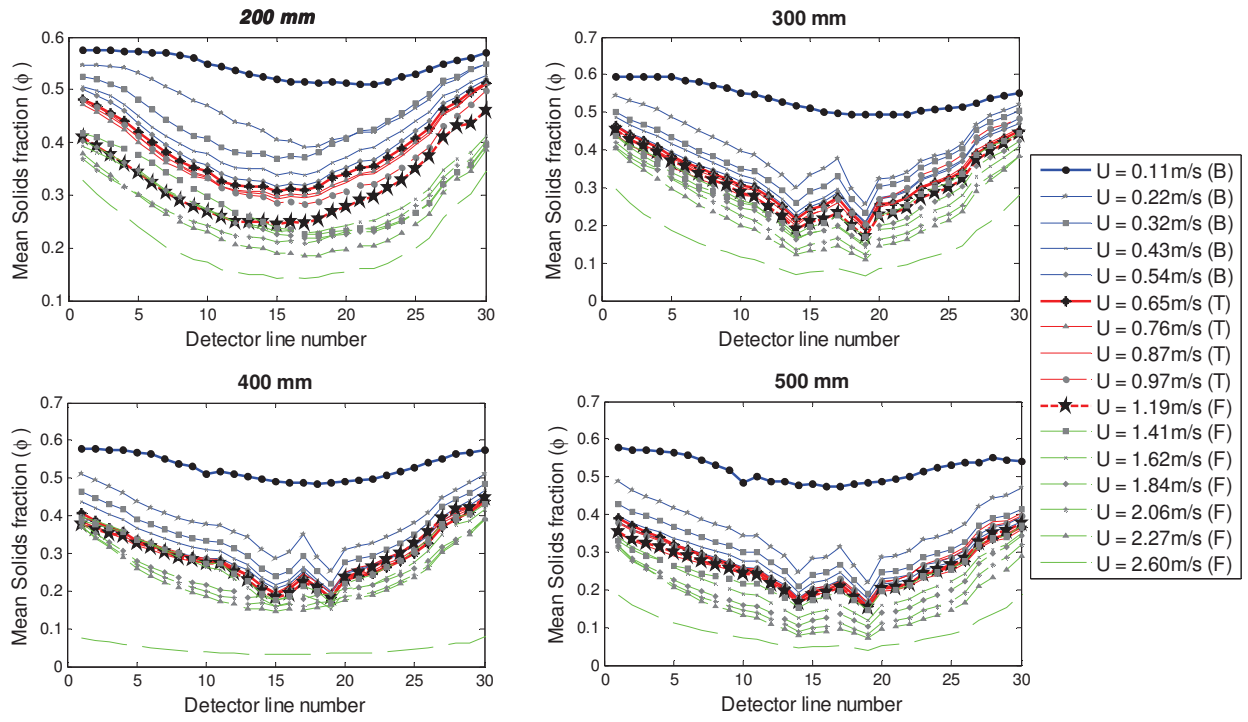 200 mm
Mean Solids fraction (ϕ)
0.6
0.5
0.4
0.3
0.2
0.1
0 5 10 15 20 25 30
Detector line number
300 mm
Mean Solids fraction (ϕ)
0.7
0.6
0.5
0.4
0.3
0.2
0.1
0
0 5 10 15 20 25 30
Detector line number
400 mm
Mean Solids fraction (ϕ)
0.7
0.6
0.5
0.4
0.3
0.2
0.1
0
0 5 10 15 20 25 30
Detector line number
500 mm
Mean Solids fraction (ϕ)
0.7
0.6
0.5
0.4
0.3
0.2
0.1
0
0 5 10 15 20 25 30
Detector line number
U = 0.11m/s (B)
U = 0.22m/s (B)
U = 0.32m/s (B)
U = 0.43m/s (B)
U = 0.54m/s (B)
U = 0.65m/s (T)
U = 0.76m/s (T)
U = 0.87m/s (T)
U = 0.97m/s (T)
U = 1.19m/s (F)
U = 1.41m/s (F)
U = 1.62m/s (F)
U = 1.84m/s (F)
U = 2.06m/s (F)
U = 2.27m/s (F)
U = 2.60m/s (F)